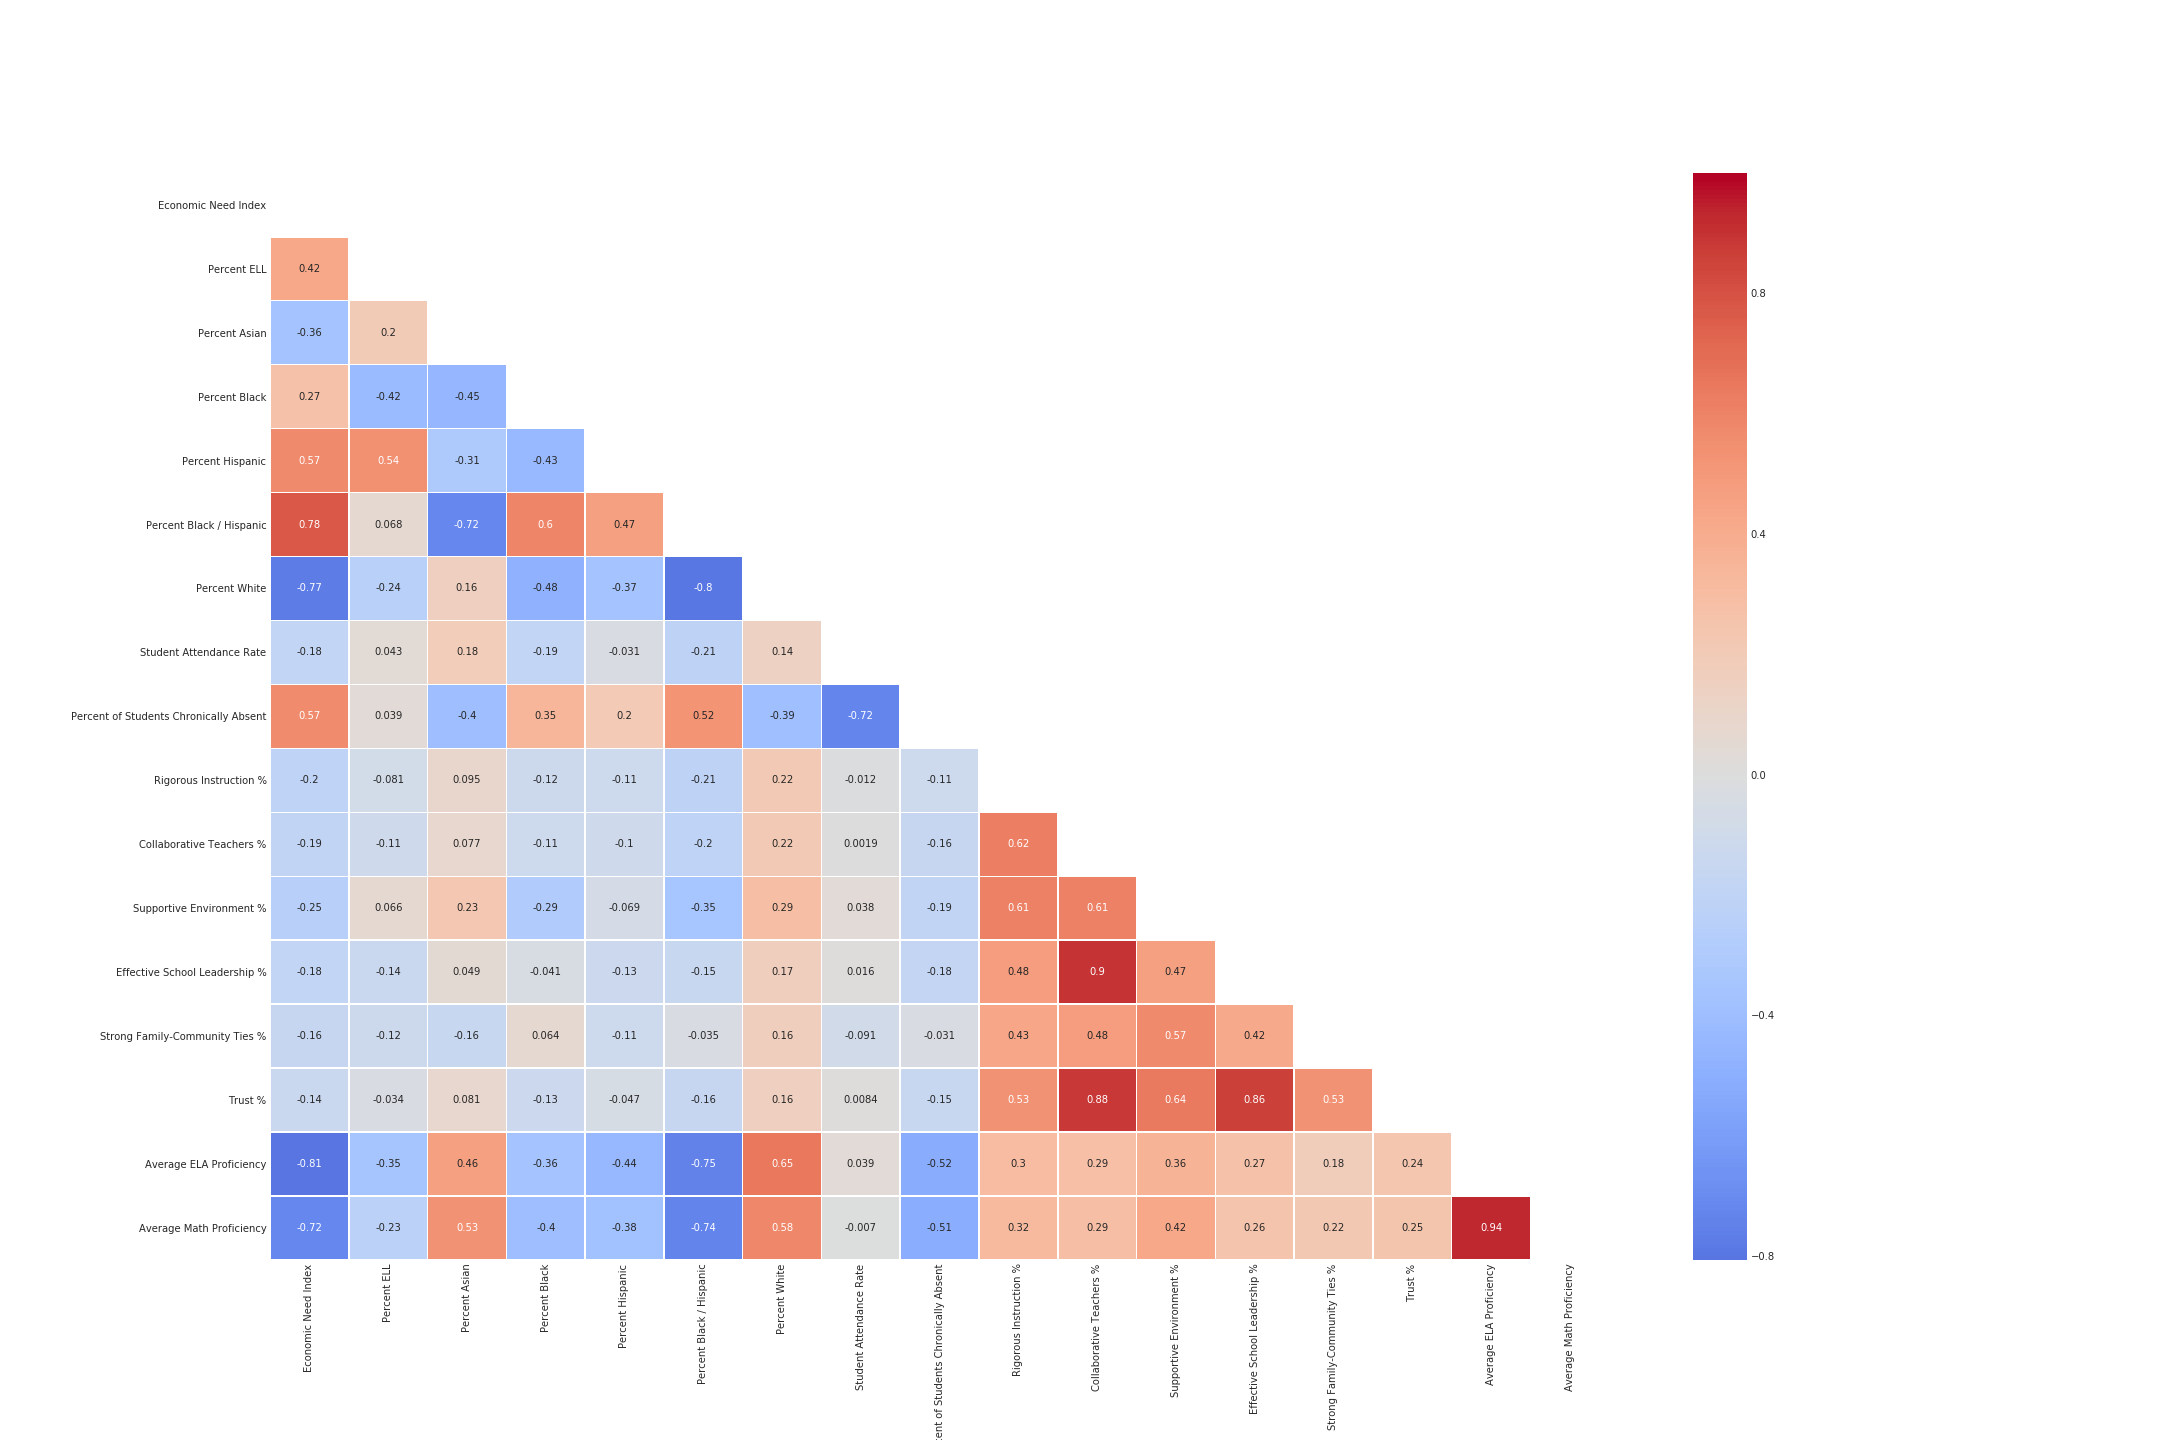 Economic Need Index
Percent ELL 0.42
Percent Asian -0.36 0.2
0.8
Percent Black 0.27 -0.42 -0.45
Percent Hispanic 0.57 0.54 -0.31 -0.43
Percent Black / Hispanic 0.78 0.068 -0.72 0.6 0.47
0.4
Percent White -0.77 -0.24 0.16 -0.48 -0.37 -0.8
Student Attendance Rate -0.18 0.043 0.18 -0.19 -0.031 -0.21 0.14
Percent of Students Chronically Absent 0.57 0.039 -0.4 0.35 0.2 0.52 -0.39 -0.72
Rigorous Instruction % -0.2 -0.081 0.095 -0.12 -0.11 -0.21 0.22 -0.012 -0.11
0.0
Collaborative Teachers % -0.19 -0.11 0.077 -0.11 -0.1 -0.2 0.22 0.0019 -0.16 0.62
Supportive Environment % -0.25 0.066 0.23 -0.29 -0.069 -0.35 0.29 0.038 -0.19 0.61 0.61
Effective School Leadership % -0.18 -0.14 0.049 -0.041 -0.13 -0.15 0.17 0.016 -0.18 0.48 0.9 0.47
−0.4
Strong Family-Community Ties % -0.16 -0.12 -0.16 0.064 -0.11 -0.035 0.16 -0.091 -0.031 0.43 0.48 0.57 0.42
Trust % -0.14 -0.034 0.081 -0.13 -0.047 -0.16 0.16 0.0084 -0.15 0.53 0.88 0.64 0.86 0.53
Average ELA Proficiency -0.81 -0.35 0.46 -0.36 -0.44 -0.75 0.65 0.039 -0.52 0.3 0.29 0.36 0.27 0.18 0.24
Average Math Proficiency -0.72 -0.23 0.53 -0.4 -0.38 -0.74 0.58 -0.007 -0.51 0.32 0.29 0.42 0.26 0.22 0.25 0.94
−0.8
Economic Need Index
Percent ELL
Percent Asian
Percent Black
Percent Hispanic
Percent Black / Hispanic
Percent White
Student Attendance Rate
of Students Chronically Absent
Rigorous Instruction %
Collaborative Teachers %
Supportive Environment %
Effective School Leadership %
Strong Family-Community Ties %
Trust %
Average ELA Proficiency
Average Math Proficiency